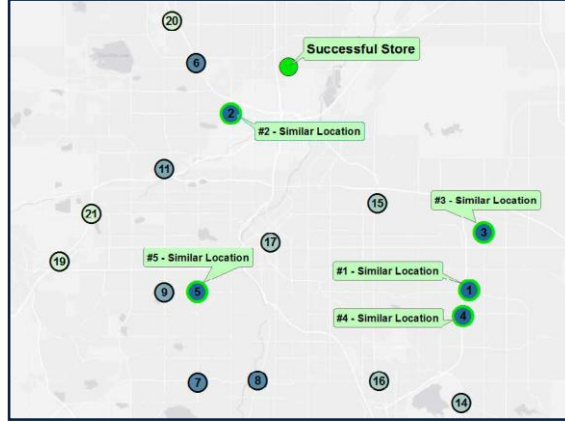 20
Successful Store
6
2
#2 - Similar Location
11
15
#3 - Similar Location
21
3
17
#5 - Similar Location
19
#1 - Similar Location
9
5
1
#4 - Similar Location
4
7
8
16
14